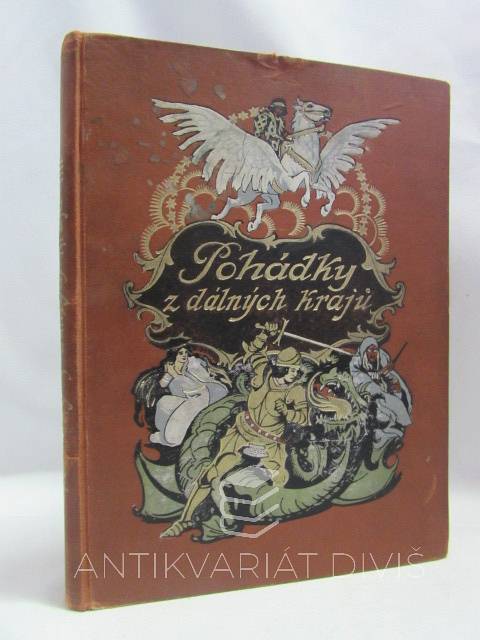 Pohádky
z dálných krajů
ANTIKVARIÁT DIVIŠ